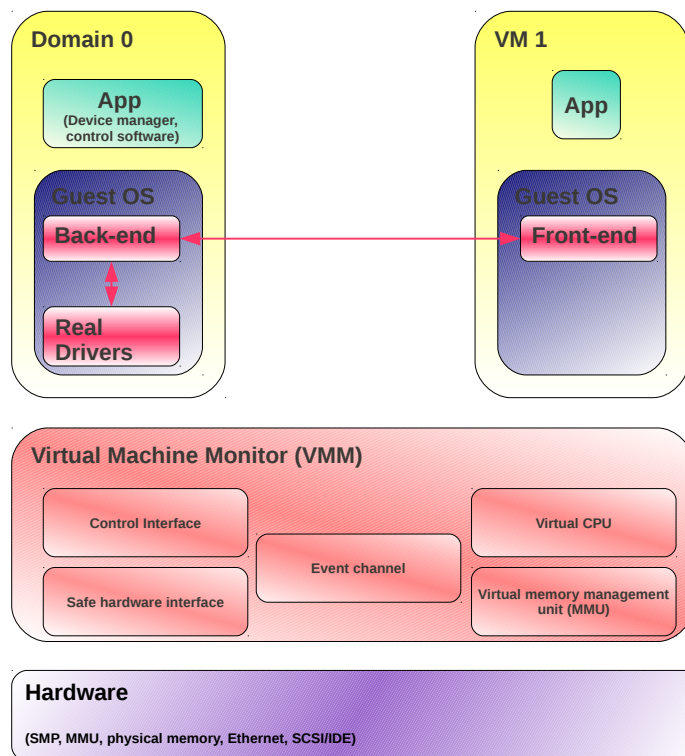 Domain 0
VM 1
App
(Device manager,
control software)
App
Guest OS
Guest OS
Back-end
Front-end
Real
Drivers
Virtual Machine Monitor (VMM)
Control Interface
Virtual CPU
Event channel
Safe hardware interface
Virtual memory management
unit (MMU)
Hardware
(SMP, MMU, physical memory, Ethernet, SCSI/IDE)